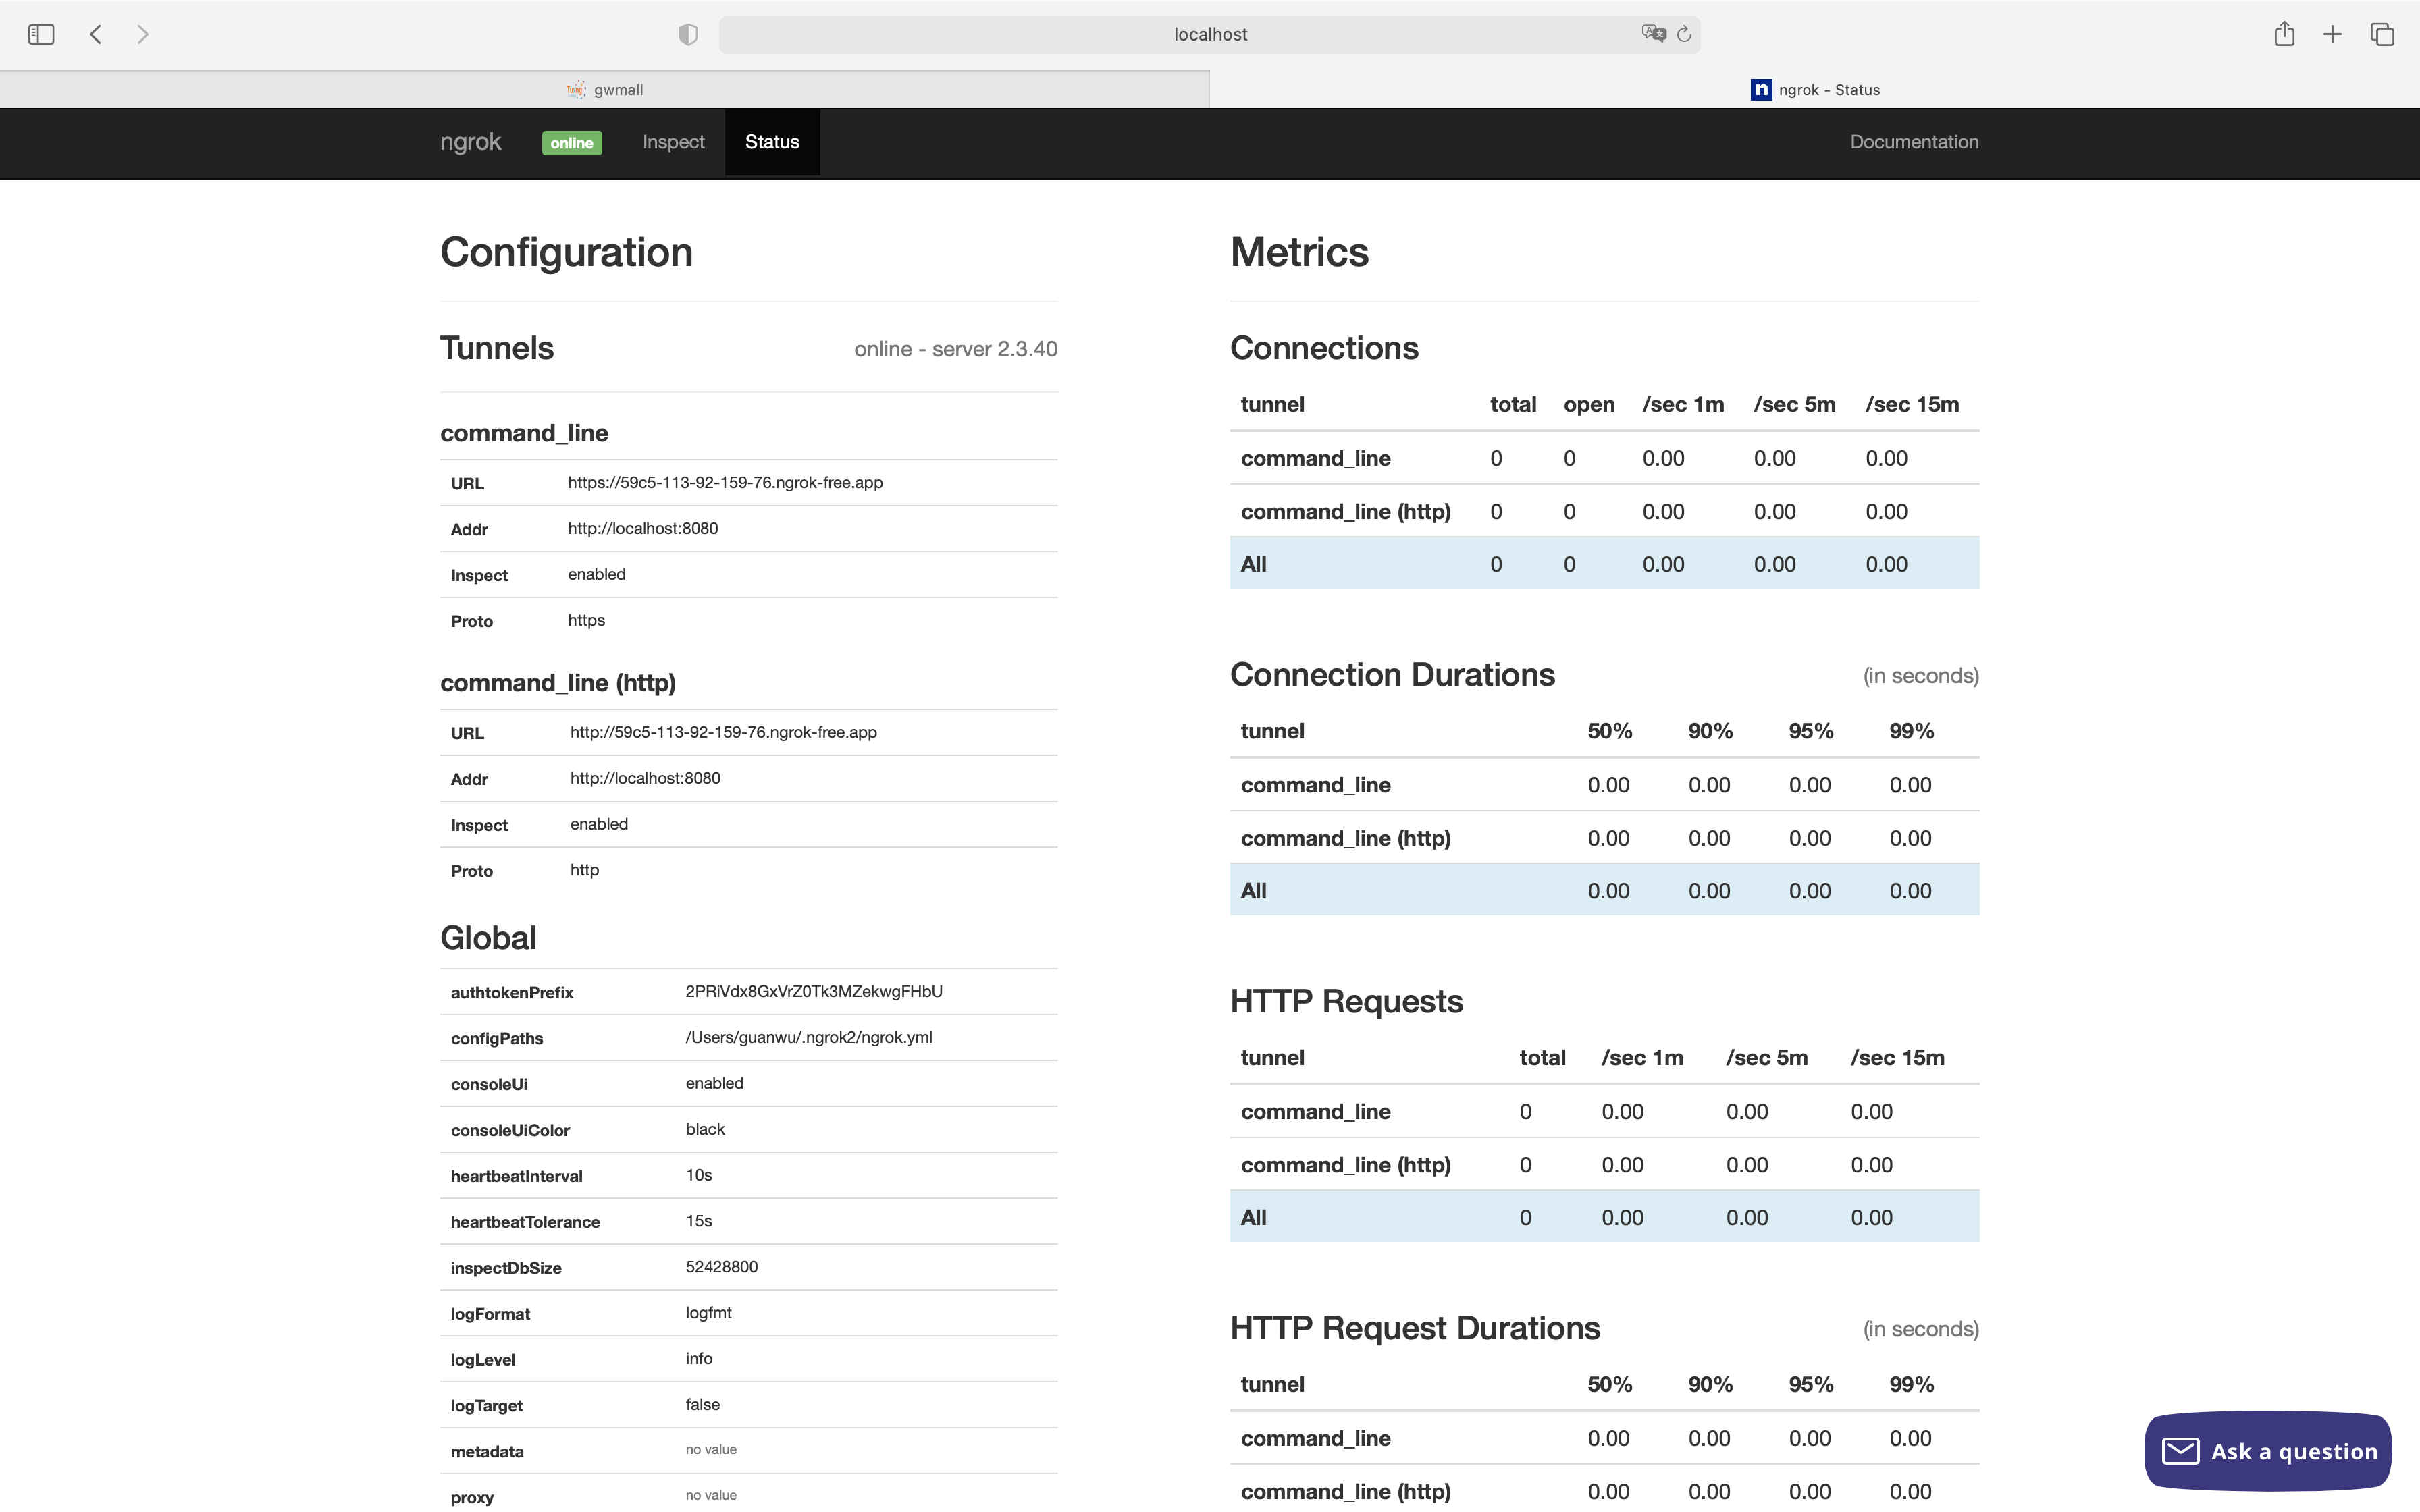 localhost
gwmall
ngrok - Status
ngrok online Inspect Status Documentation
Configuration
Tunnels online - server 2.3.40
command_line
URL https://59c5-113-92-159-76.ngrok-free.app
Addr http://localhost:8080
Inspect enabled
Proto https
command_line (http)
URL http://59c5-113-92-159-76.ngrok-free.app
Addr http://localhost:8080
Inspect enabled
Proto http
Global
authtokenPrefix 2PRiVdx8GxVrZ0Tk3MZekwgFHbU
configPaths /Users/guanwu/.ngrok2/ngrok.yml
consoleUi enabled
consoleUiColor black
heartbeatInterval 10s
heartbeatTolerance 15s
inspectDbSize 52428800
logFormat logfmt
logLevel info
logTarget false
metadata no value
proxy no value
Metrics
Connections
tunnel total open /sec 1m /sec 5m /sec 15m
command_line 0 0 0.00 0.00 0.00
command_line (http) 0 0 0.00 0.00 0.00
All 0 0 0.00 0.00 0.00
Connection Durations (in seconds)
tunnel 50% 90% 95% 99%
command_line 0.00 0.00 0.00 0.00
command_line (http) 0.00 0.00 0.00 0.00
All 0.00 0.00 0.00 0.00
HTTP Requests
tunnel total /sec 1m /sec 5m /sec 15m
command_line 0 0.00 0.00 0.00
command_line (http) 0 0.00 0.00 0.00
All 0 0.00 0.00 0.00
HTTP Request Durations (in seconds)
tunnel 50% 90% 95% 99%
command_line 0.00 0.00 0.00 0.00
command_line (http) 0.00 0.00 0.00 0.00
Ask a question